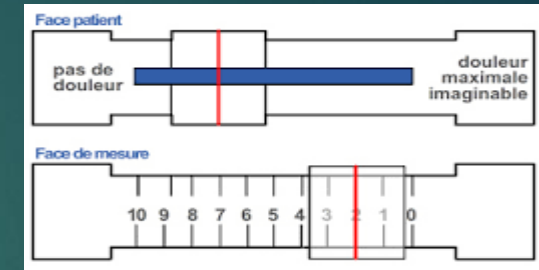 Face patient
pas de
douleur
douleur
maximale
imaginable
Face de mesure
10 9 8 7 6 5 4 3 2 1 0